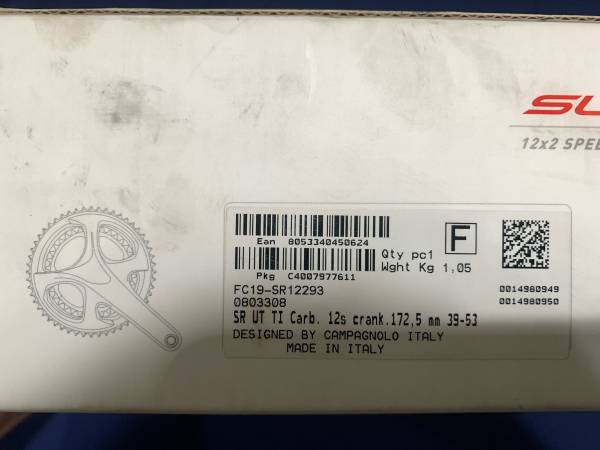 SU
12x2 SPEE
Ean 8053340450624
Qty pc1
F
Wght Kg 1,05
Pkg C4007977611
FC19-SR12293
0014980949
0803308
0014980950
SR UT TI Carb. 12s crank.172,5 mm 39-53
DESIGNED BY CAMPAGNOLO ITALY
MADE IN ITALY